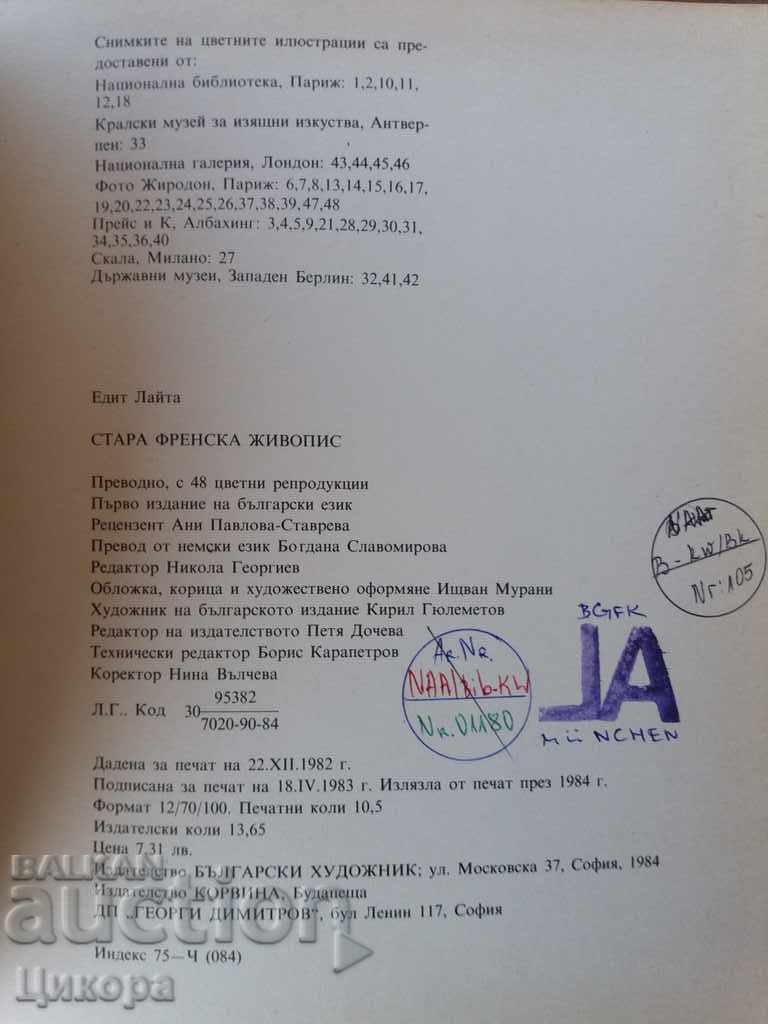 Снимките на цветните илюстрации са пре-
доставени от:
Национална библиотека, Париж: 1,2,10,11,
12,18
Кралски музей за изящни изкуства, Антвер-
пен: 33
Национална галерия, Лондон: 43,44,45,46
Фото Жиродон, Париж: 6,7,8,13,14,15,16,17,
19,20,22,23,24,25,26,37,38,39,47,48
Прейс и К, Албахинг: 3,4,5,9,21,28,29,30,31,
34,35,36,40
Скала, Милано: 27
Държавни музеи, Западен Берлин: 32,41,42
Едит Лайта
СТАРА ФРЕНСКА ЖИВОПИС
Преводно, с 48 цветни репродукции
Първо издание на български език
Рецензент Ани Павлова-Ставрева
Превод от немски език Богдана Славомирова
Редактор Никола Георгиев
Обложка, корица и художествено оформяне Ищван Мурани
Художник на българското издание Кирил Гюлеметов
Редактор на издателството Петя Дочева
Технически редактор Борис Карапетров
Коректор Нина Вълчева
Л.Г.. Код 30 95382
7020-90-84
B-KW/BK
Nr: 105
BGFK
JA
MüNCHEN
Ar. Nr.
NAA/Bib-KW
Nr. 01180
Дадена за печат на 22.XII.1982 г.
Подписана за печат на 18.IV.1983 г. Излязла от печат през 1984 г.
Формат 12/70/100. Печатни коли 10,5
Издателски коли 13,65
Цена 7,31 лв.
Издателство БЪЛГАРСКИ ХУДОЖНИК; ул. Московска 37, София, 1984
Издателство КОРВИНА, Будапеща
ДП „ГЕОРГИ ДИМИТРОВ", бул Ленин 117, София
Индекс 75—Ч (084)
BALKAN
auction
Цикора